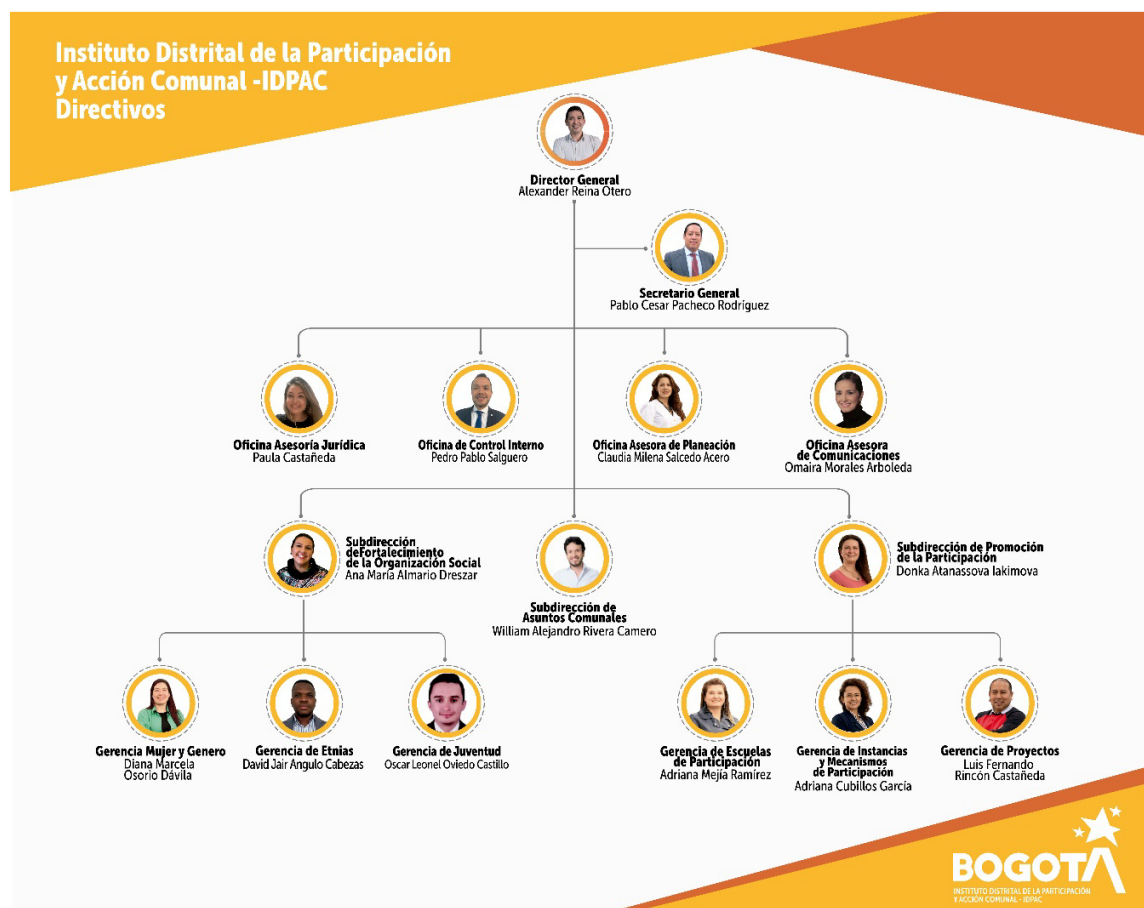 Instituto Distrital de la Participación
y Acción Comunal -IDPAC
Directivos
Director General
Alexander Reina Otero
Secretario General
Pablo Cesar Pacheco Rodríguez
Oficina Asesoría Jurídica
Paula Castañeda
Oficina de Control Interno
Pedro Pablo Salguero
Oficina Asesora de Planeación
Claudia Milena Salcedo Acero
Oficina Asesora
de Comunicaciones
Omaira Morales Arboleda
Subdirección
deFortalecimiento
de la Organización Social
Ana María Almario Dreszar
Subdirección de
Asuntos Comunales
William Alejandro Rivera Camero
Subdirección de Promoción
de la Participación
Donka Atanassova Iakimova
Gerencia Mujer y Genero
Diana Marcela
Osorio Dávila
Gerencia de Etnias
David Jair Angulo Cabezas
Gerencia de Juventud
Oscar Leonel Oviedo Castillo
Gerencia de Escuelas
de Participación
Adriana Mejía Ramírez
Gerencia de Instancias
y Mecanismos
de Participación
Adriana Cubillos García
Gerencia de Proyectos
Luis Fernando
Rincón Castañeda
BOGOTÁ
INSTITUTO DISTRITAL DE LA PARTICIPACIÓN
Y ACCIÓN COMUNAL - IDPAC